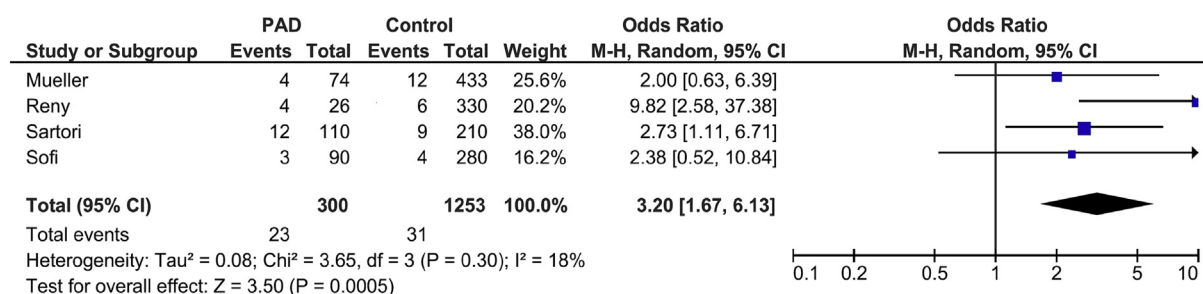 PAD Control Odds Ratio Odds Ratio
Study or Subgroup Events Total Events Total Weight M-H, Random, 95% CI M-H, Random, 95% CI
Mueller 4 74 12 433 25.6% 2.00 [0.63, 6.39]
Reny 4 26 6 330 20.2% 9.82 [2.58, 37.38]
Sartori 12 110 9 210 38.0% 2.73 [1.11, 6.71]
Sofi 3 90 4 280 16.2% 2.38 [0.52, 10.84]
Total (95% CI) 300 1253 100.0% 3.20 [1.67, 6.13]
Total events 23 31
Heterogeneity: Tau² = 0.08; Chi² = 3.65, df = 3 (P = 0.30); I² = 18%
Test for overall effect: Z = 3.50 (P = 0.0005)
0.1 0.2 0.5 1 2 5 10